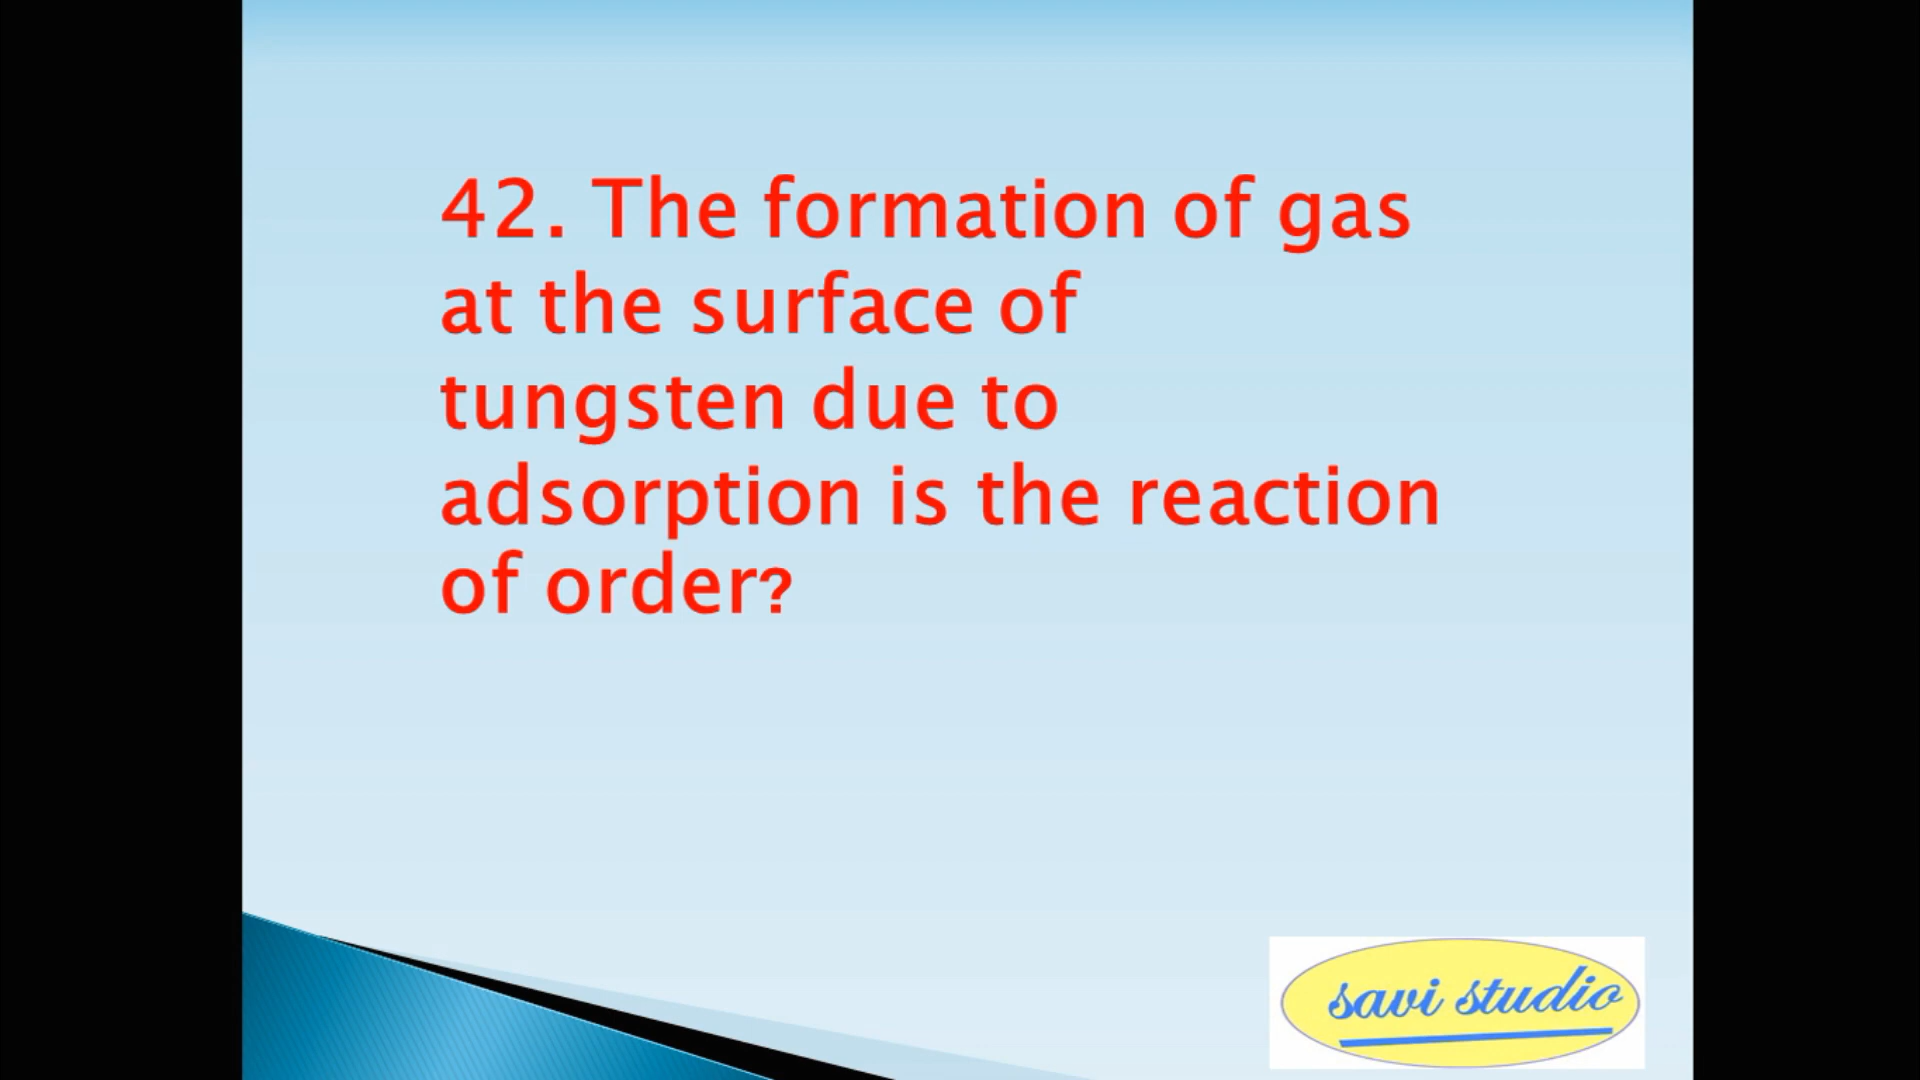 42. The formation of gas
at the surface of
tungsten due to
adsorption is the reaction
of order?
savi studio